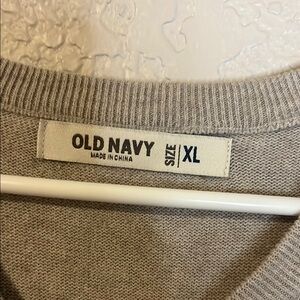 OLD NAVY
MADE IN CHINA
SIZE
XL